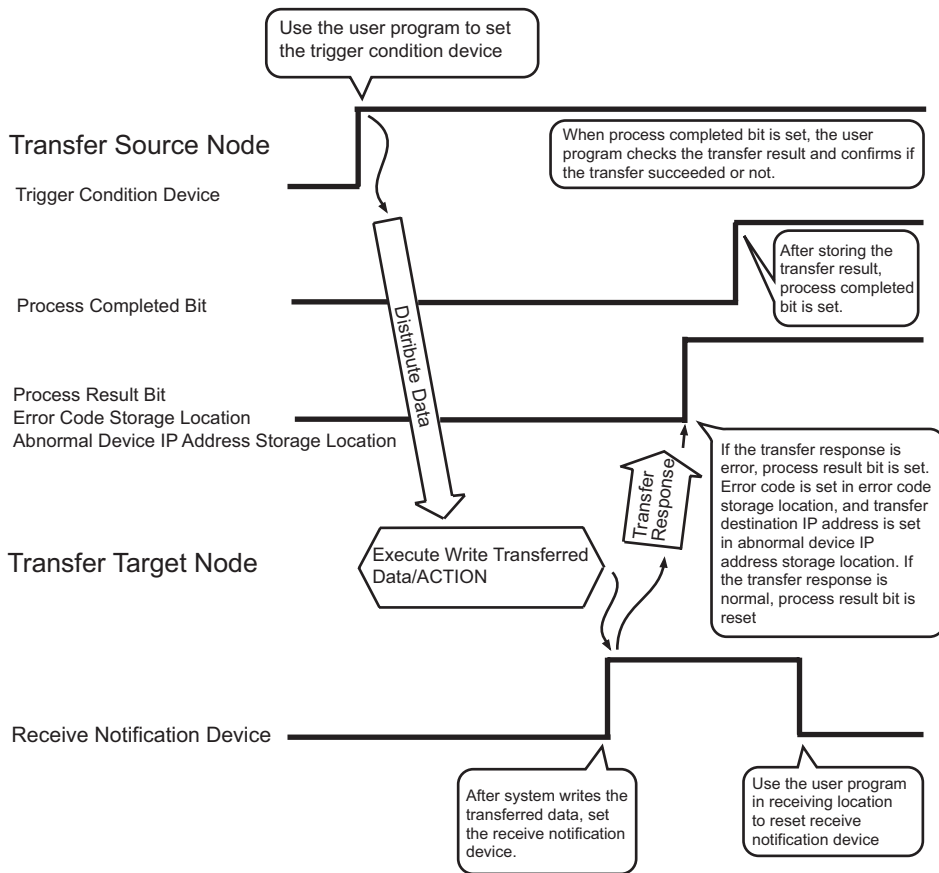 Use the user program to set
the trigger condition device
Transfer Source Node
When process completed bit is set, the user
program checks the transfer result and confirms if
the transfer succeeded or not.
Trigger Condition Device
After storing the
transfer result,
process completed
bit is set.
Process Completed Bit
Distribute Data
Process Result Bit
Error Code Storage Location
Abnormal Device IP Address Storage Location
If the transfer response is
error, process result bit is set.
Error code is set in error code
storage location, and transfer
destination IP address is set
in abnormal device IP
address storage location. If
the transfer response is
normal, process result bit is
reset
Transfer
Response
Transfer Target Node
Execute Write Transferred
Data/ACTION
Receive Notification Device
After system writes the
transferred data, set
the receive notification
device.
Use the user program
in receiving location
to reset receive
notification device